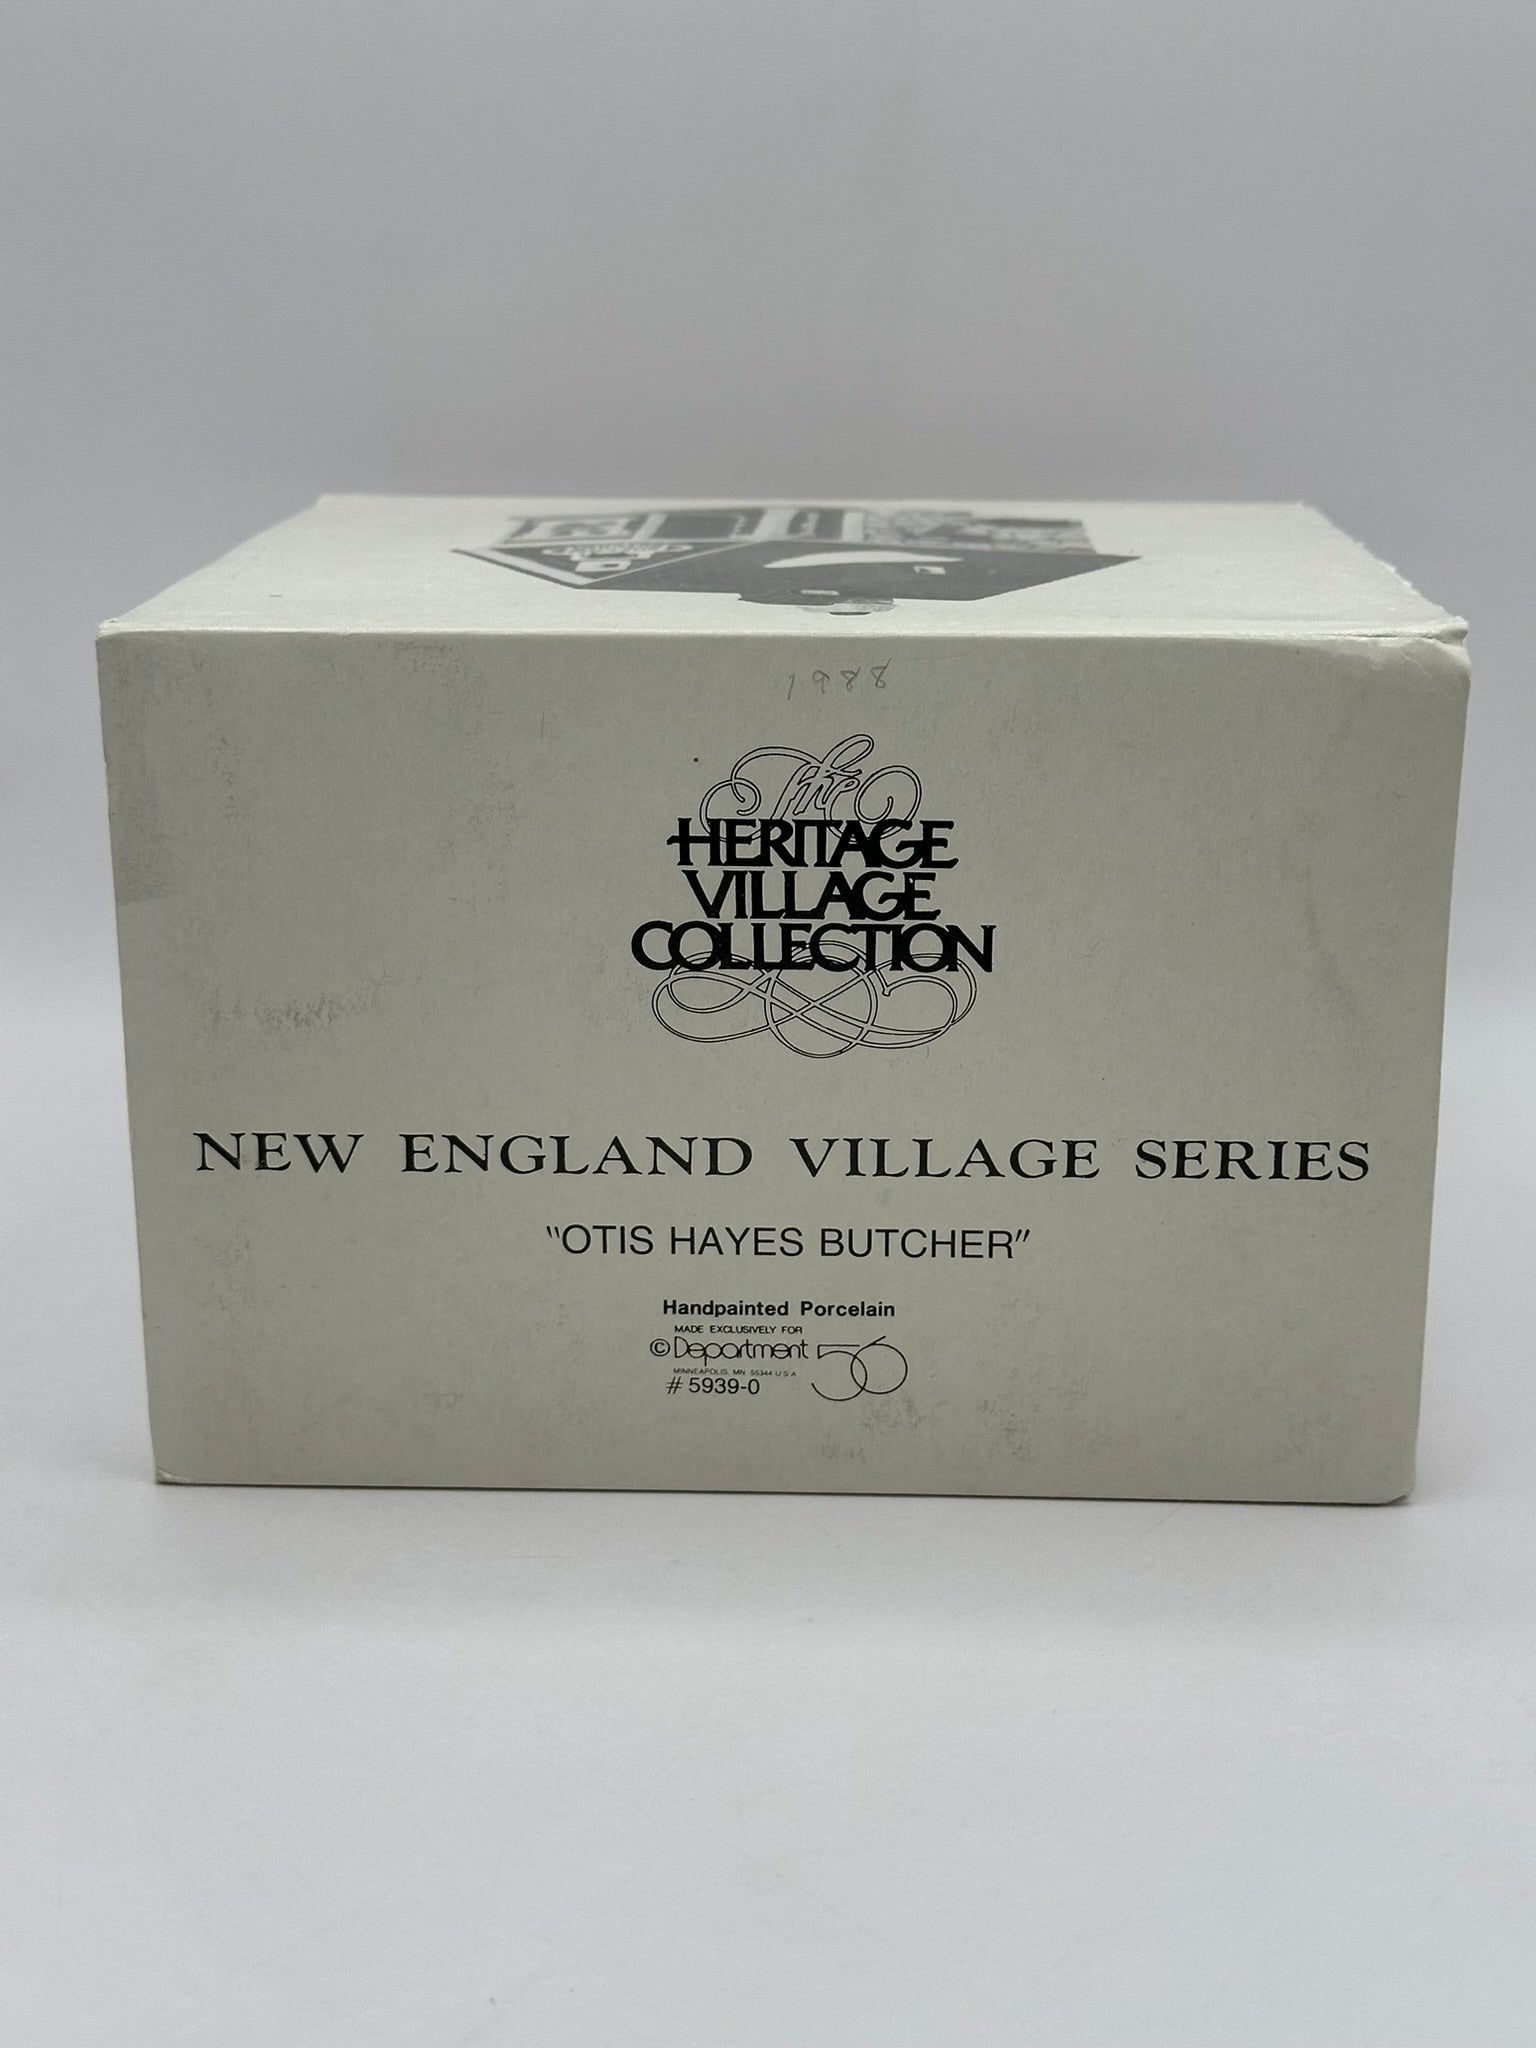 1988
The
HERITAGE
VILLAGE
COLLECTION
NEW ENGLAND VILLAGE SERIES
"OTIS HAYES BUTCHER"
Handpainted Porcelain
MADE EXCLUSIVELY FOR
© Department 56
MINNEAPOLIS, MN 55344 U S A
# 5939-0